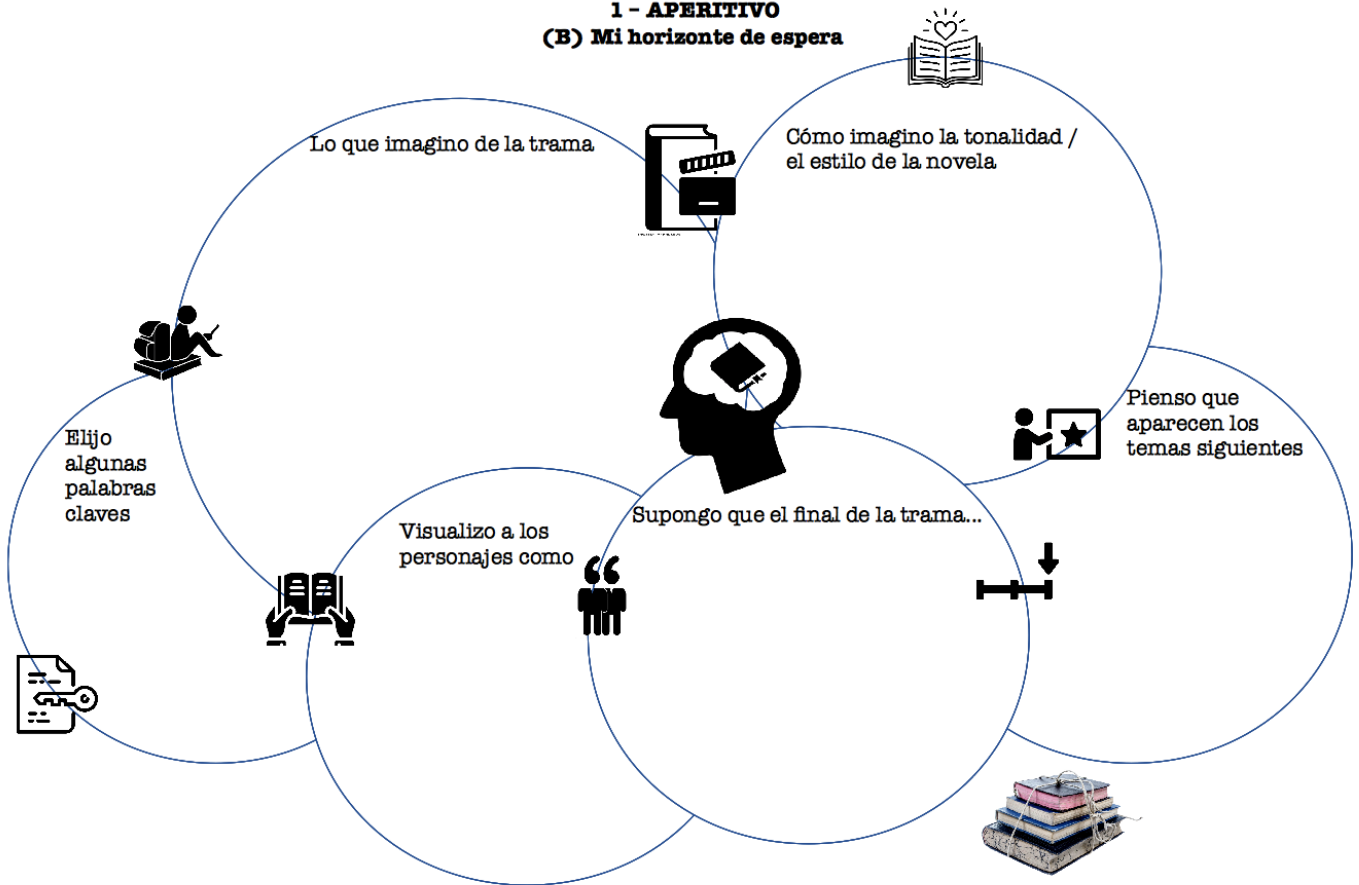 1 - APERITIVO
(B) Mi horizonte de espera
Lo que imagino de la trama
Cómo imagino la tonalidad /
el estilo de la novela
Elijo
algunas
palabras
claves
Visualizo a los
personajes como
Supongo que el final de la trama...
Pienso que
aparecen los
temas siguientes